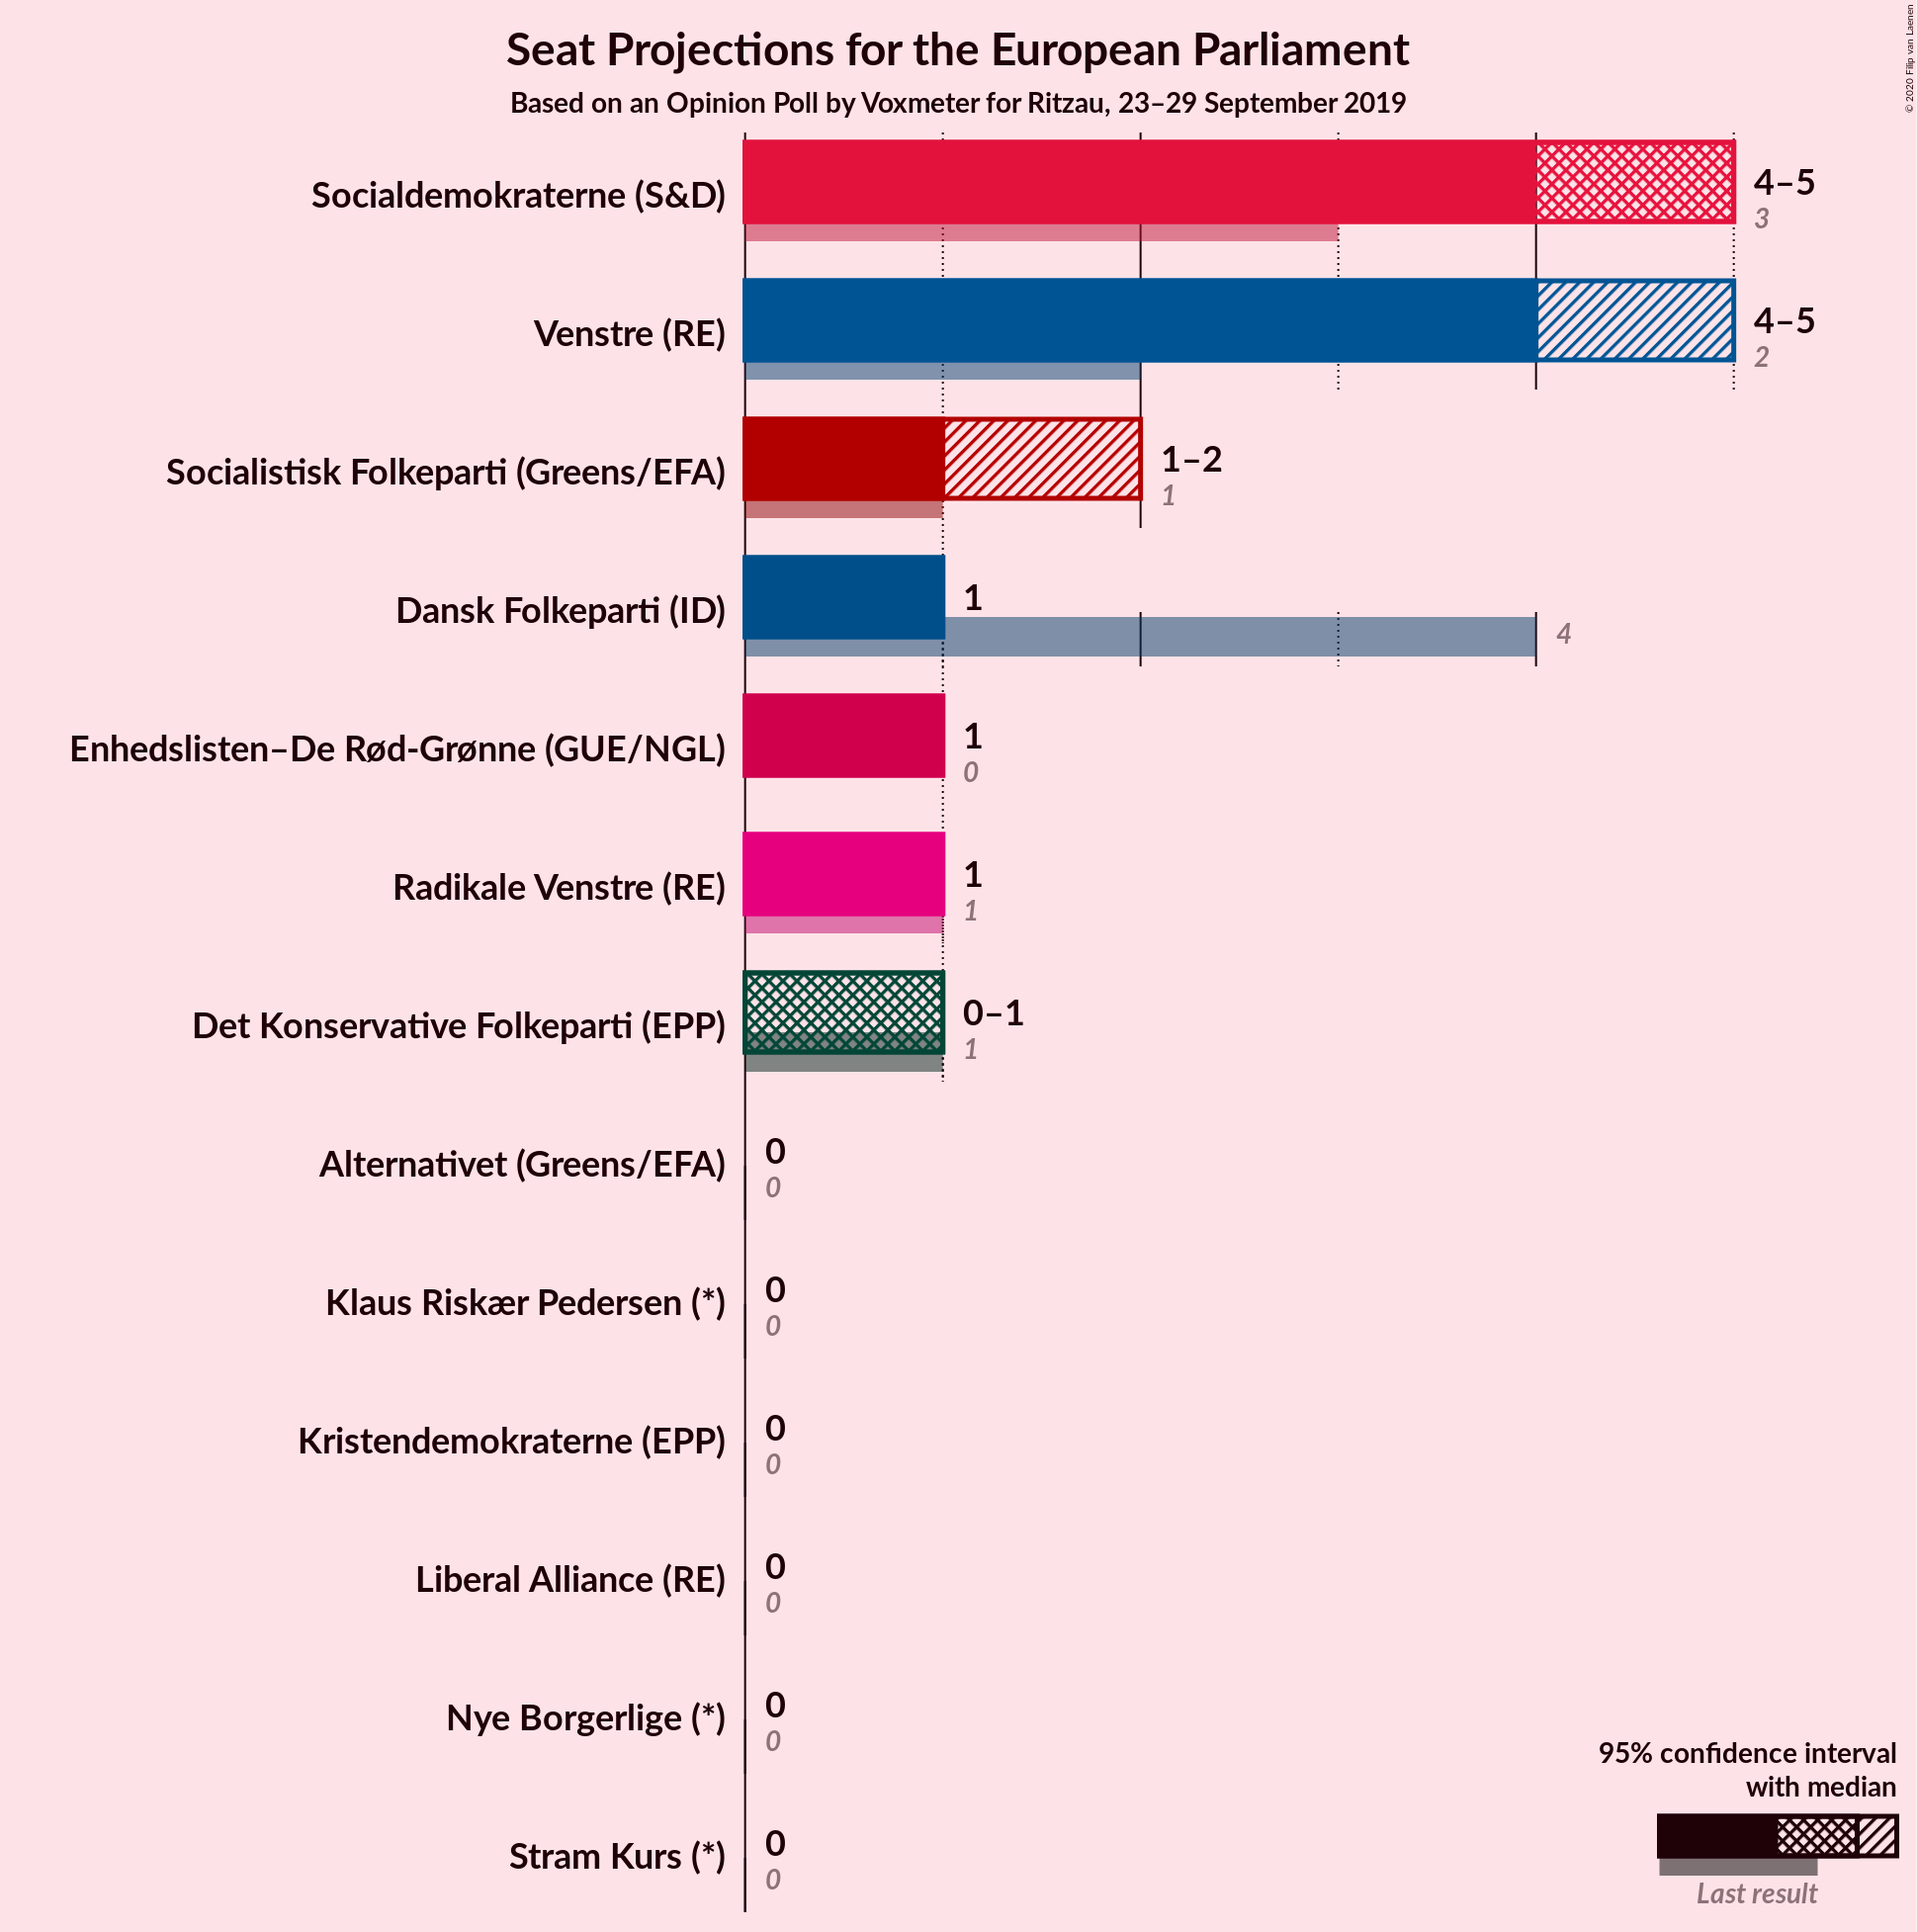 Seat Projections for the European Parliament
Based on an Opinion Poll by Voxmeter for Ritzau, 23–29 September 2019
© 2020 Filip van Laenen
Socialdemokraterne (S&D)
4–5
3
Venstre (RE)
4–5
2
Socialistisk Folkeparti (Greens/EFA)
1–2
1
Dansk Folkeparti (ID)
1
4
Enhedslisten–De Rød-Grønne (GUE/NGL)
1
0
Radikale Venstre (RE)
1
1
Det Konservative Folkeparti (EPP)
0–1
1
Alternativet (Greens/EFA)
0
0
Klaus Riskær Pedersen (*)
0
0
Kristendemokraterne (EPP)
0
0
Liberal Alliance (RE)
0
0
Nye Borgerlige (*)
0
0
Stram Kurs (*)
0
0
95% confidence interval
with median
Last result